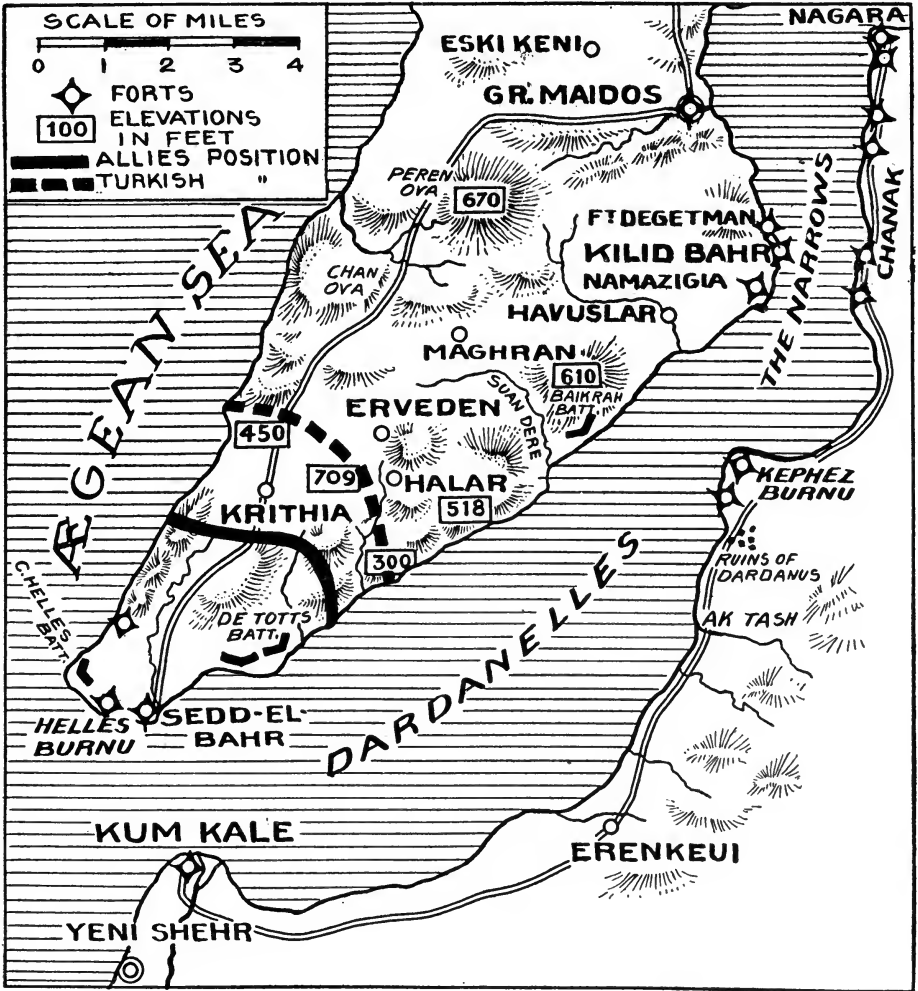 SCALE OF MILES
0 1 2 3 4
FORTS
100 ELEVATIONS
IN FEET
ALLIES POSITION
TURKISH "
ESKI KENI
GR. MAIDOS
NAGARA
PEREN
OVA
670
FT DEGETMAN
KILID BAHR
NAMAZIGIA
THE NARROWS
CHANAK
CHAN
OVA
HAVUSLAR
MAGHRAN
610
BAIKRAH
BATT.
SUAN DERE
ÆGEAN SEA
ERVEDEN
450
709
HALAR
518
KRITHIA
300
KEPHEZ
BURNU
RUINS OF
DARDANUS
AK TASH
C. HELLES
BATT.
DE TOTTS
BATT.
HELLES
BURNU
SEDD-EL-
BAHR
DARDANELLES
KUM KALE
ERENKEUI
YENI SHEHR